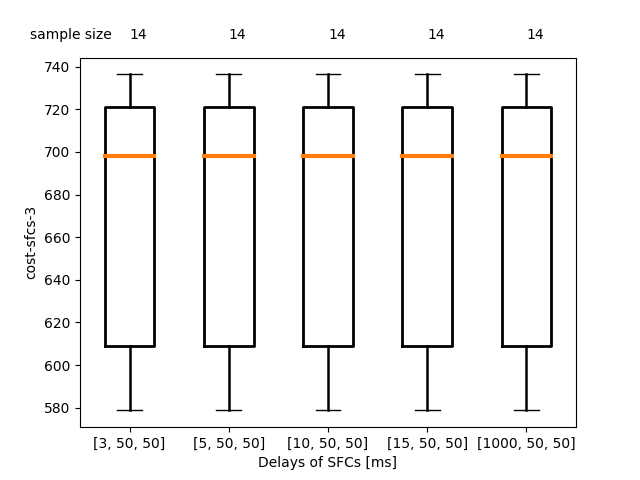 sample size 14 14 14 14 14
740
720
700
680
660
640
620
600
580
cost-sfcs-3
[3, 50, 50] [5, 50, 50] [10, 50, 50] [15, 50, 50] [1000, 50, 50]
Delays of SFCs [ms]